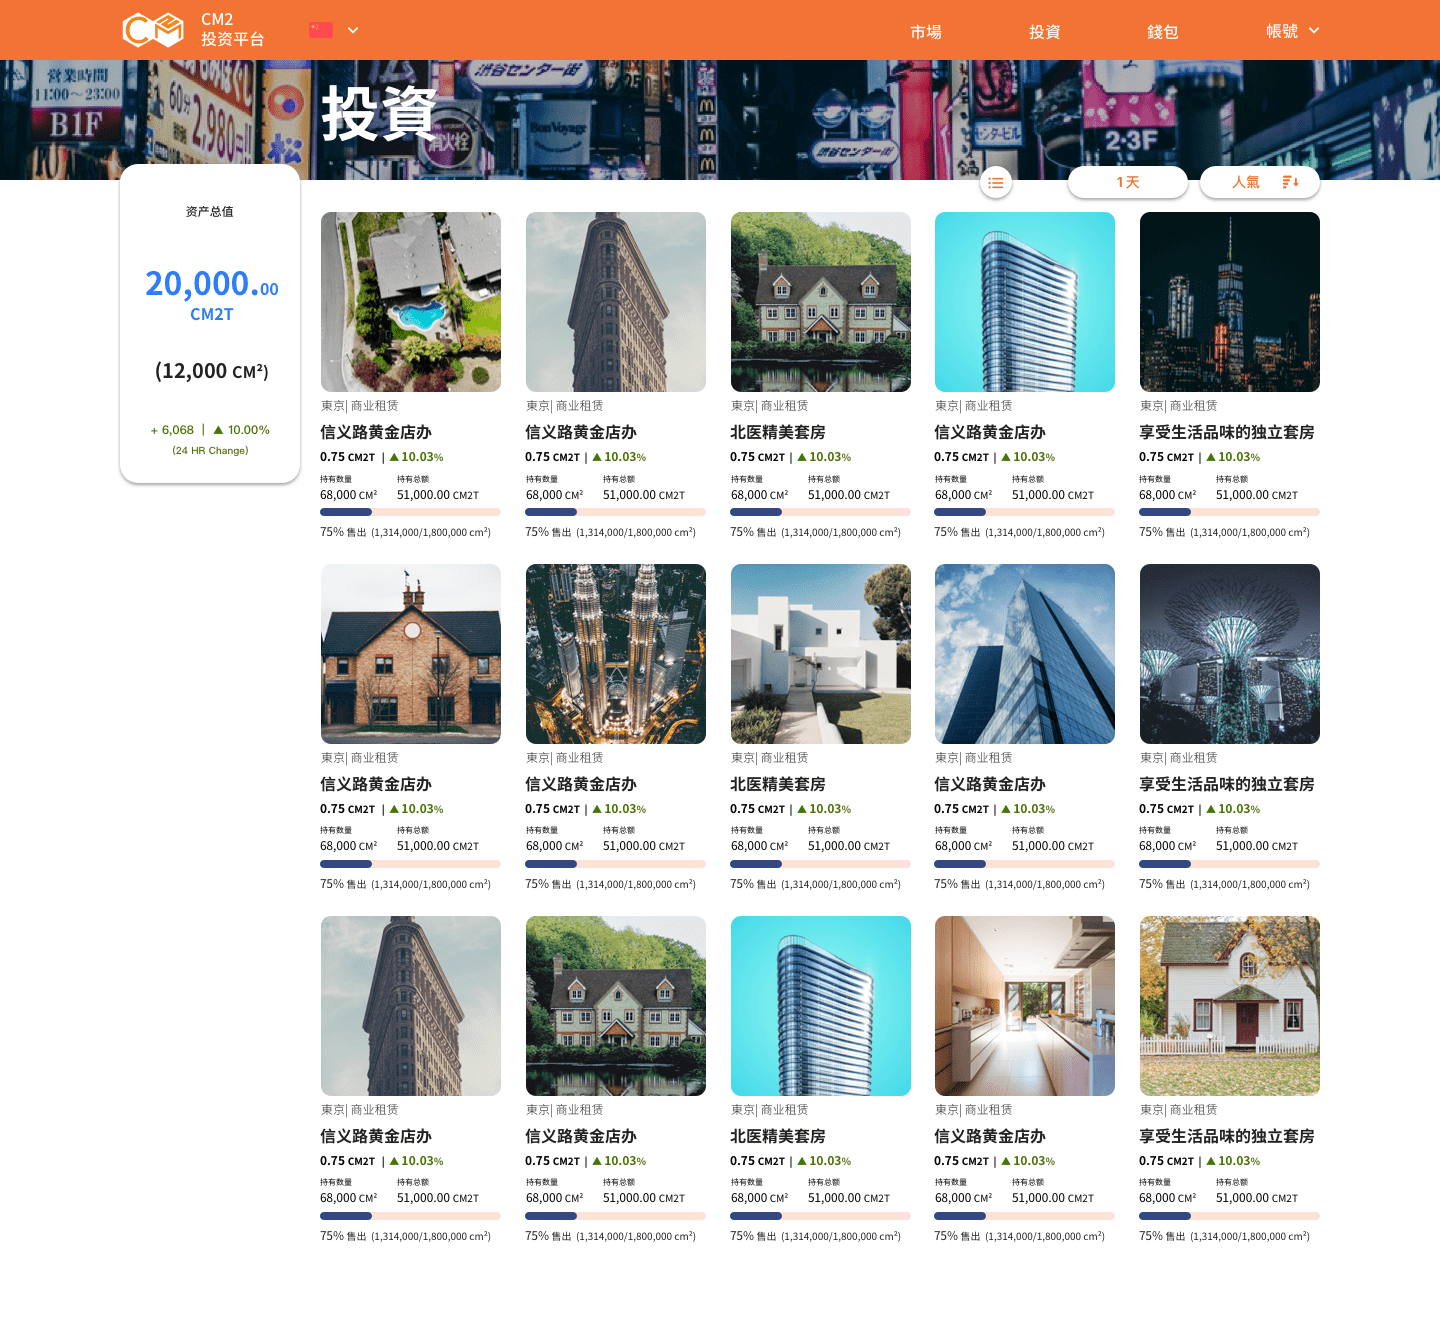 CM2
投资平台
市場
投資
錢包
帳號
営業時間
11:00～23:00
B1F
60分
2,980
松
渋谷センター街
投資
消火栓
Bon Voyage
渋谷センター街
センタービル
2·3F
1 天
人氣
资产总值
20,000.00
CM2T
(12,000 CM²)
+ 6,068 | ▲ 10.00%
(24 HR Change)
東京| 商业租赁
信义路黄金店办
0.75 CM2T | ▲10.03%
持有数量 持有总额
68,000 CM² 51,000.00 CM2T
75% 售出 (1,314,000/1,800,000 cm²)
東京| 商业租赁
信义路黄金店办
0.75 CM2T | ▲10.03%
持有数量 持有总额
68,000 CM² 51,000.00 CM2T
75% 售出 (1,314,000/1,800,000 cm²)
東京| 商业租赁
北医精美套房
0.75 CM2T | ▲10.03%
持有数量 持有总额
68,000 CM² 51,000.00 CM2T
75% 售出 (1,314,000/1,800,000 cm²)
東京| 商业租赁
信义路黄金店办
0.75 CM2T | ▲10.03%
持有数量 持有总额
68,000 CM² 51,000.00 CM2T
75% 售出 (1,314,000/1,800,000 cm²)
東京| 商业租赁
享受生活品味的独立套房
0.75 CM2T | ▲10.03%
持有数量 持有总额
68,000 CM² 51,000.00 CM2T
75% 售出 (1,314,000/1,800,000 cm²)
東京| 商业租赁
信义路黄金店办
0.75 CM2T | ▲10.03%
持有数量 持有总额
68,000 CM² 51,000.00 CM2T
75% 售出 (1,314,000/1,800,000 cm²)
東京| 商业租赁
信义路黄金店办
0.75 CM2T | ▲10.03%
持有数量 持有总额
68,000 CM² 51,000.00 CM2T
75% 售出 (1,314,000/1,800,000 cm²)
東京| 商业租赁
北医精美套房
0.75 CM2T | ▲10.03%
持有数量 持有总额
68,000 CM² 51,000.00 CM2T
75% 售出 (1,314,000/1,800,000 cm²)
東京| 商业租赁
信义路黄金店办
0.75 CM2T | ▲10.03%
持有数量 持有总额
68,000 CM² 51,000.00 CM2T
75% 售出 (1,314,000/1,800,000 cm²)
東京| 商业租赁
享受生活品味的独立套房
0.75 CM2T | ▲10.03%
持有数量 持有总额
68,000 CM² 51,000.00 CM2T
75% 售出 (1,314,000/1,800,000 cm²)
東京| 商业租赁
信义路黄金店办
0.75 CM2T | ▲10.03%
持有数量 持有总额
68,000 CM² 51,000.00 CM2T
75% 售出 (1,314,000/1,800,000 cm²)
東京| 商业租赁
信义路黄金店办
0.75 CM2T | ▲10.03%
持有数量 持有总额
68,000 CM² 51,000.00 CM2T
75% 售出 (1,314,000/1,800,000 cm²)
東京| 商业租赁
北医精美套房
0.75 CM2T | ▲10.03%
持有数量 持有总额
68,000 CM² 51,000.00 CM2T
75% 售出 (1,314,000/1,800,000 cm²)
東京| 商业租赁
信义路黄金店办
0.75 CM2T | ▲10.03%
持有数量 持有总额
68,000 CM² 51,000.00 CM2T
75% 售出 (1,314,000/1,800,000 cm²)
東京| 商业租赁
享受生活品味的独立套房
0.75 CM2T | ▲10.03%
持有数量 持有总额
68,000 CM² 51,000.00 CM2T
75% 售出 (1,314,000/1,800,000 cm²)